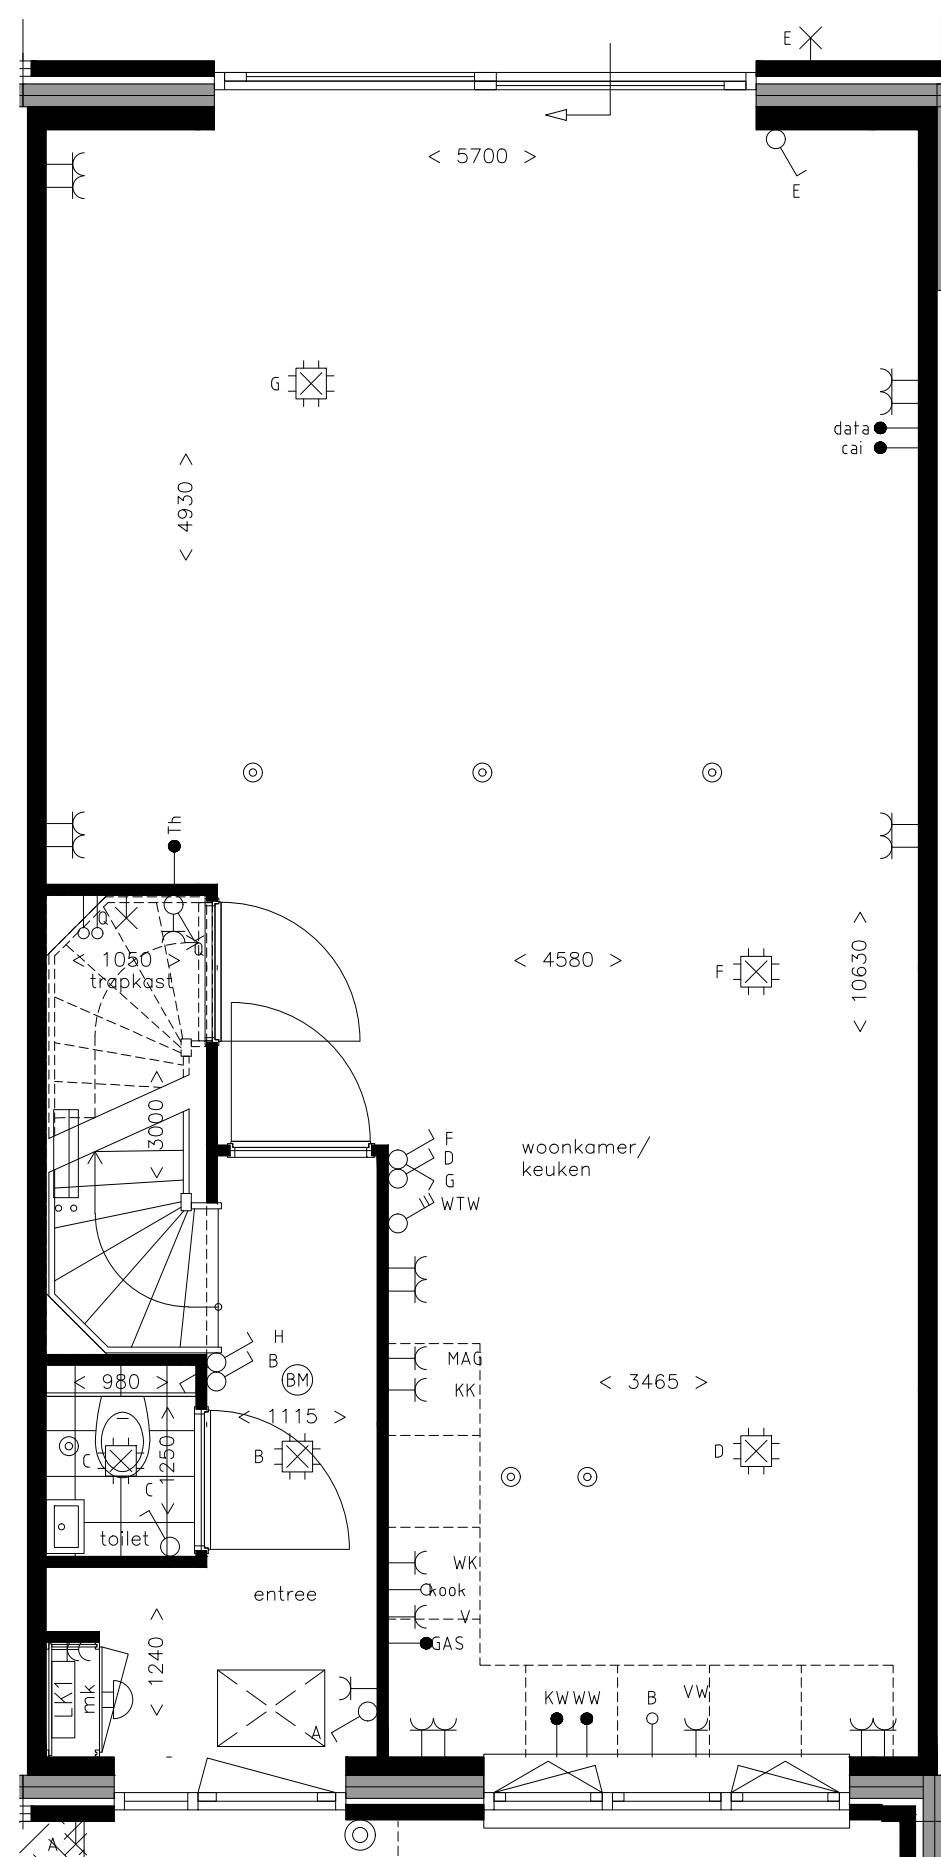 E
< 5700 >
E
G
data
cai
< 4930 >
Th
Q
Q
< 1050 >
trapkast
< 4580 >
F
< 10630 >
< 3000 >
F
D
G
WTW
woonkamer/
keuken
H
B
BM
MAG
KK
< 980 >
< 1115 >
< 3465 >
C
C
< 1250 >
B
D
toilet
WK
kook
V
GAS
entree
< 1240 >
LK1
mk
A
KW
WW
B
VW
A